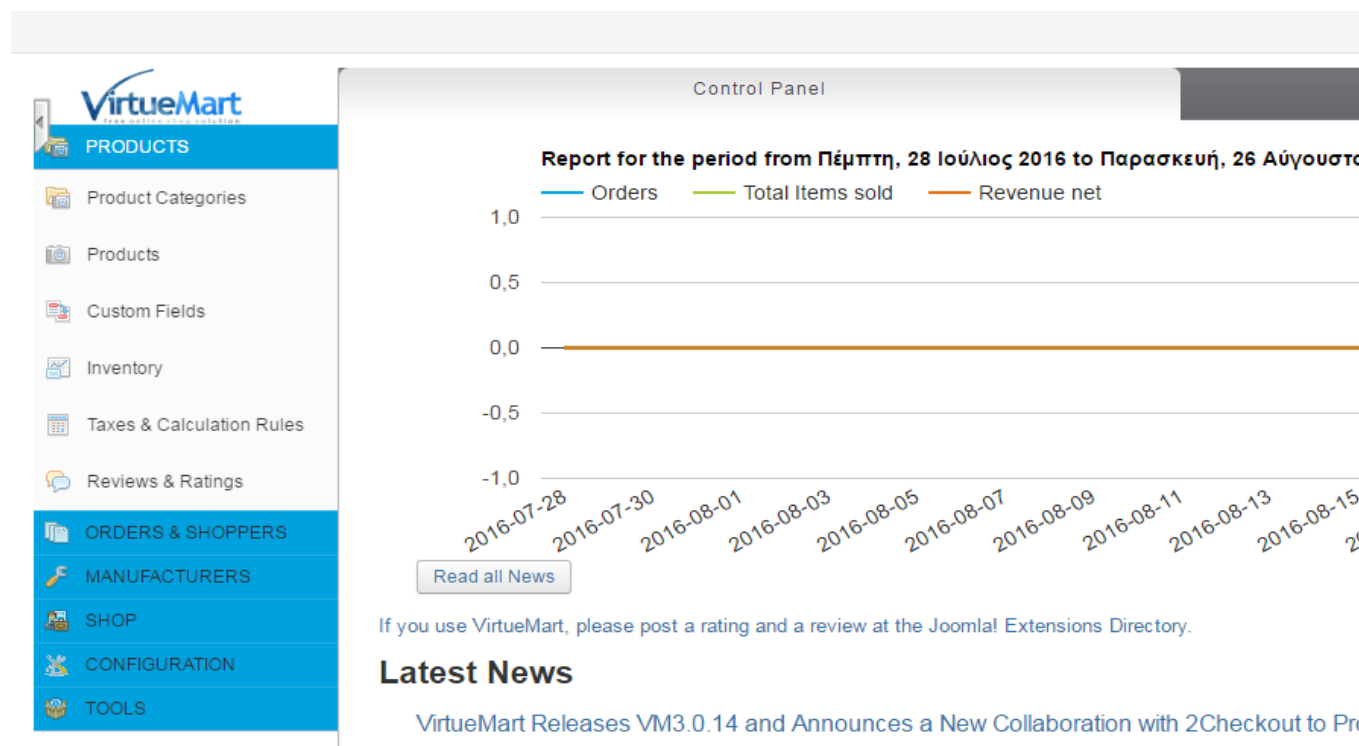 VirtueMart
free online shop solution
PRODUCTS
Product Categories
Products
Custom Fields
Inventory
Taxes & Calculation Rules
Reviews & Ratings
ORDERS & SHOPPERS
MANUFACTURERS
SHOP
CONFIGURATION
TOOLS
Control Panel
Report for the period from Πέμπτη, 28 Ιούλιος 2016 to Παρασκευή, 26 Αύγουστο
Orders Total Items sold Revenue net
1,0
0,5
0,0
-0,5
-1,0
2016-07-28 2016-07-30 2016-08-01 2016-08-03 2016-08-05 2016-08-07 2016-08-09 2016-08-11 2016-08-13 2016-08-15
Read all News
If you use VirtueMart, please post a rating and a review at the Joomla! Extensions Directory.
Latest News
VirtueMart Releases VM3.0.14 and Announces a New Collaboration with 2Checkout to Pr